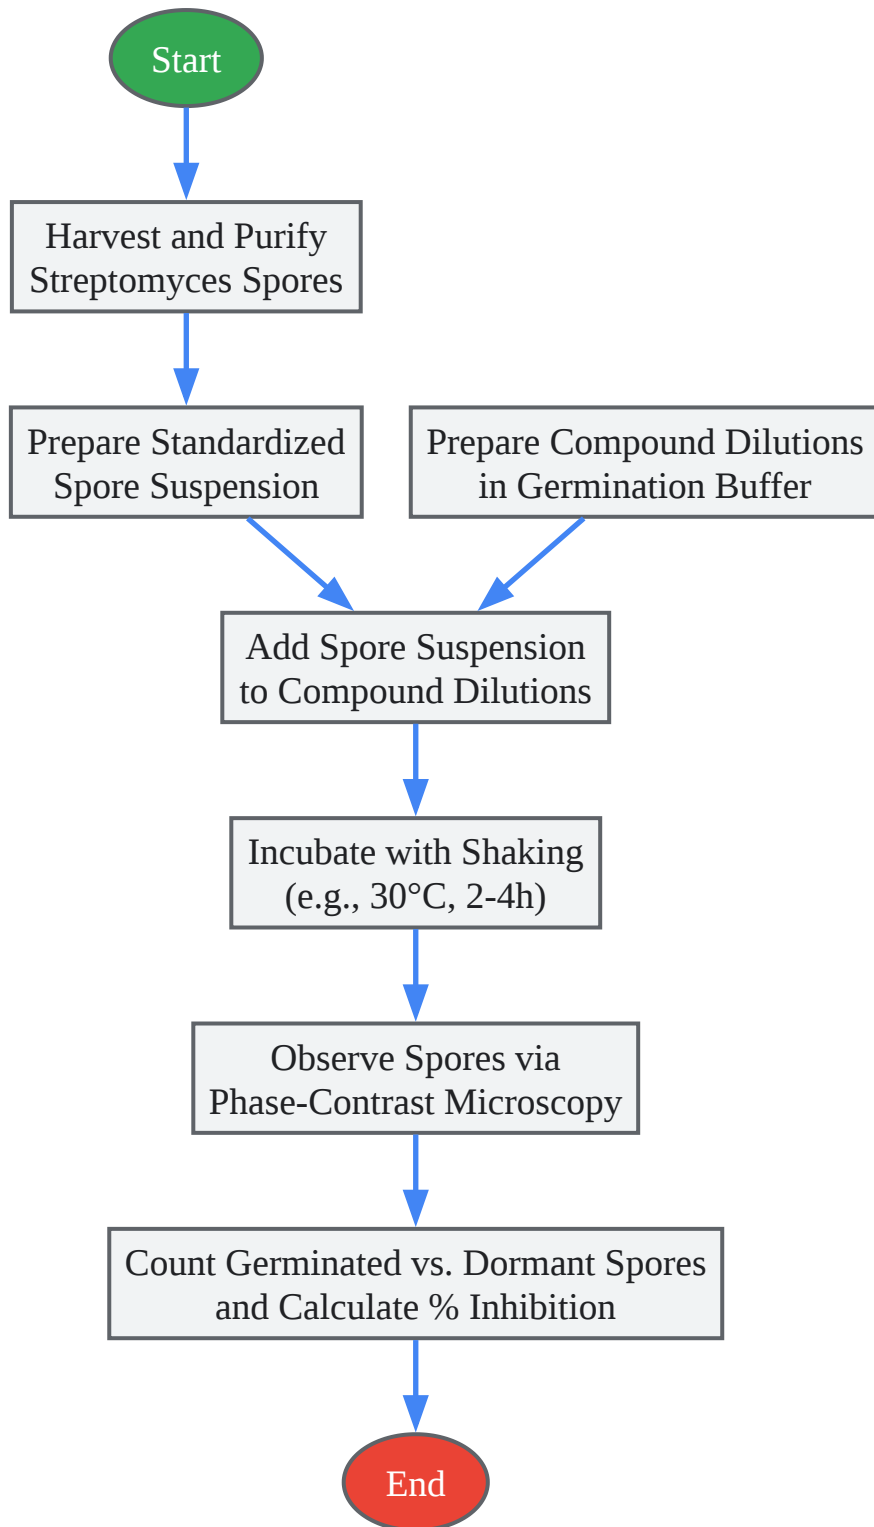 Start
Harvest and Purify
Streptomyces Spores
Prepare Standardized
Spore Suspension
Prepare Compound Dilutions
in Germination Buffer
Add Spore Suspension
to Compound Dilutions
Incubate with Shaking
(e.g., 30°C, 2-4h)
Observe Spores via
Phase-Contrast Microscopy
Count Germinated vs. Dormant Spores
and Calculate % Inhibition
End